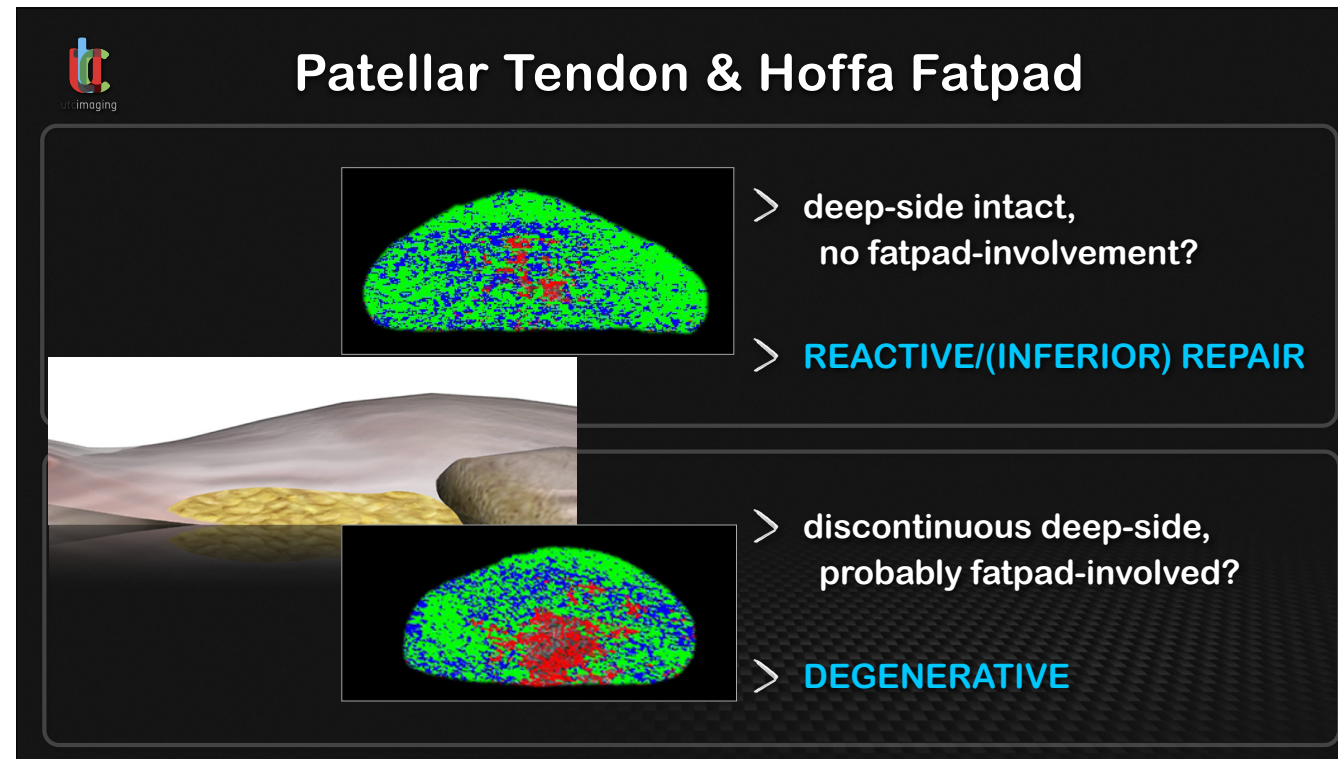 utcimaging
Patellar Tendon & Hoffa Fatpad
deep-side intact,
no fatpad-involvement?
REACTIVE/(INFERIOR) REPAIR
discontinuous deep-side,
probably fatpad-involved?
DEGENERATIVE